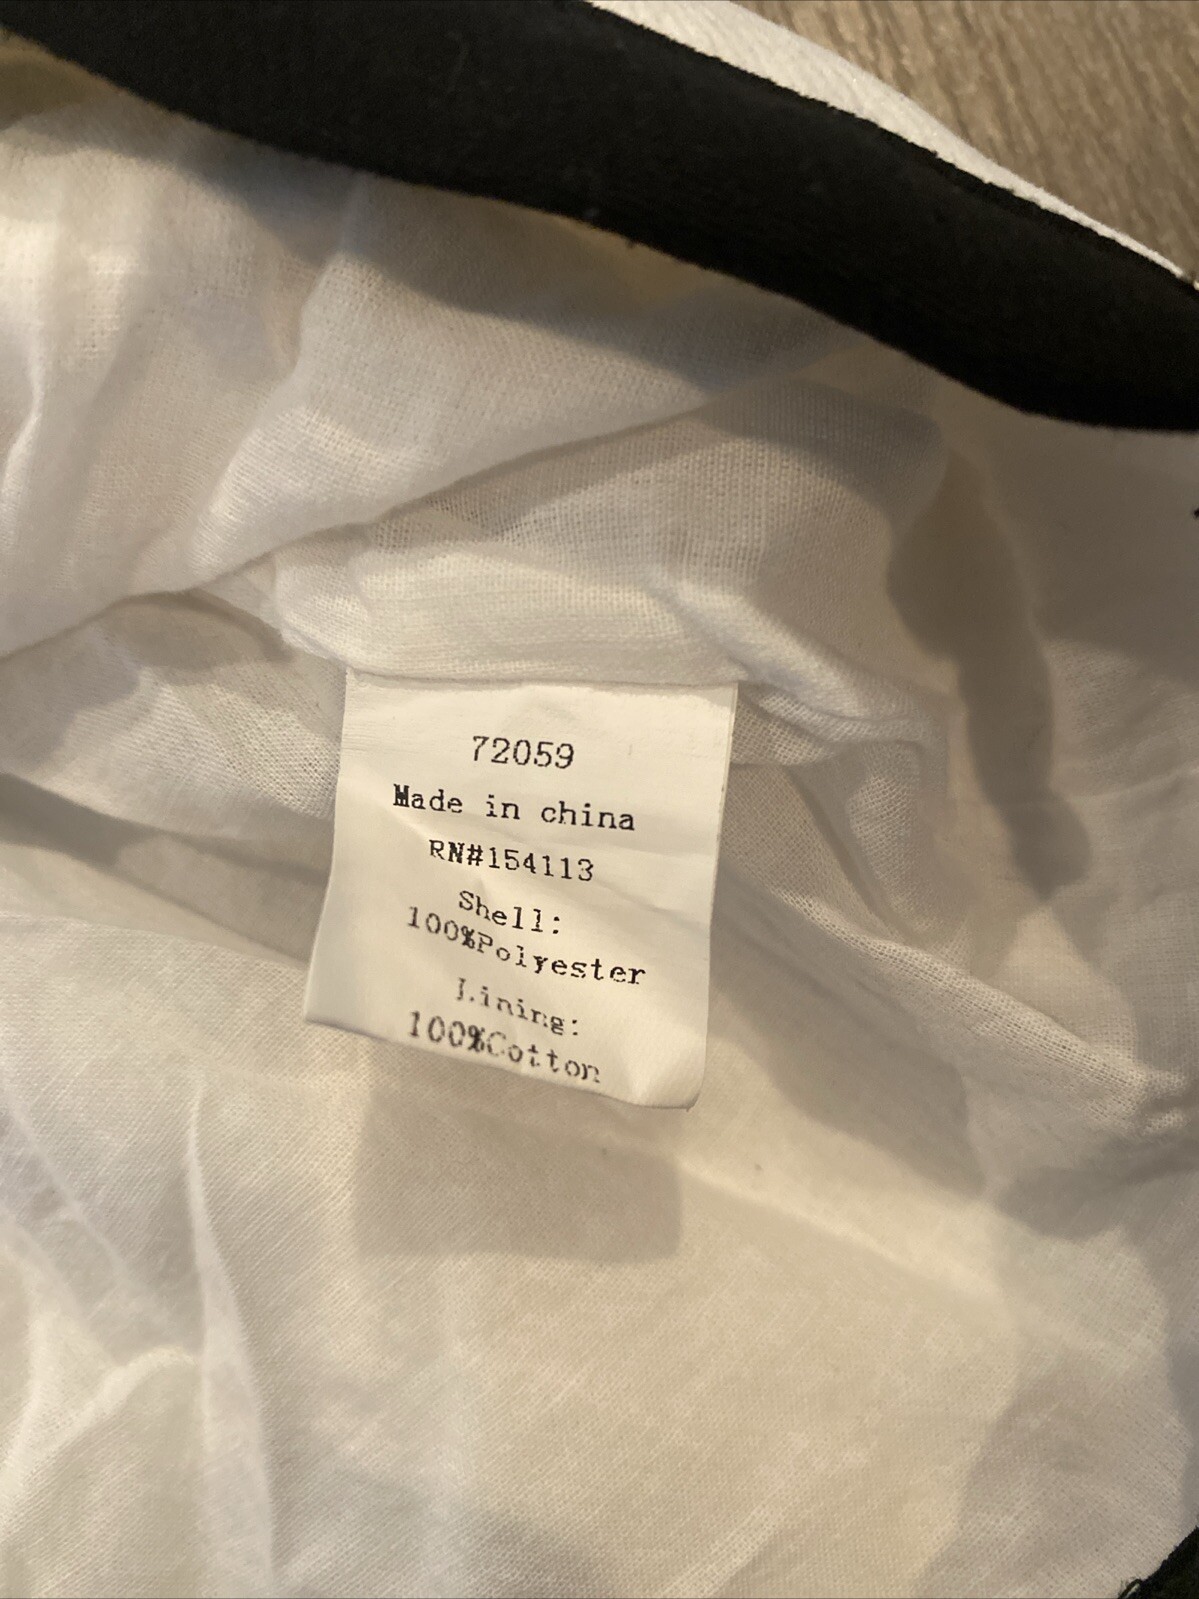 72059
Made in china
RN#154113
Shell:
100%Polyester
Lining:
100%Cotton